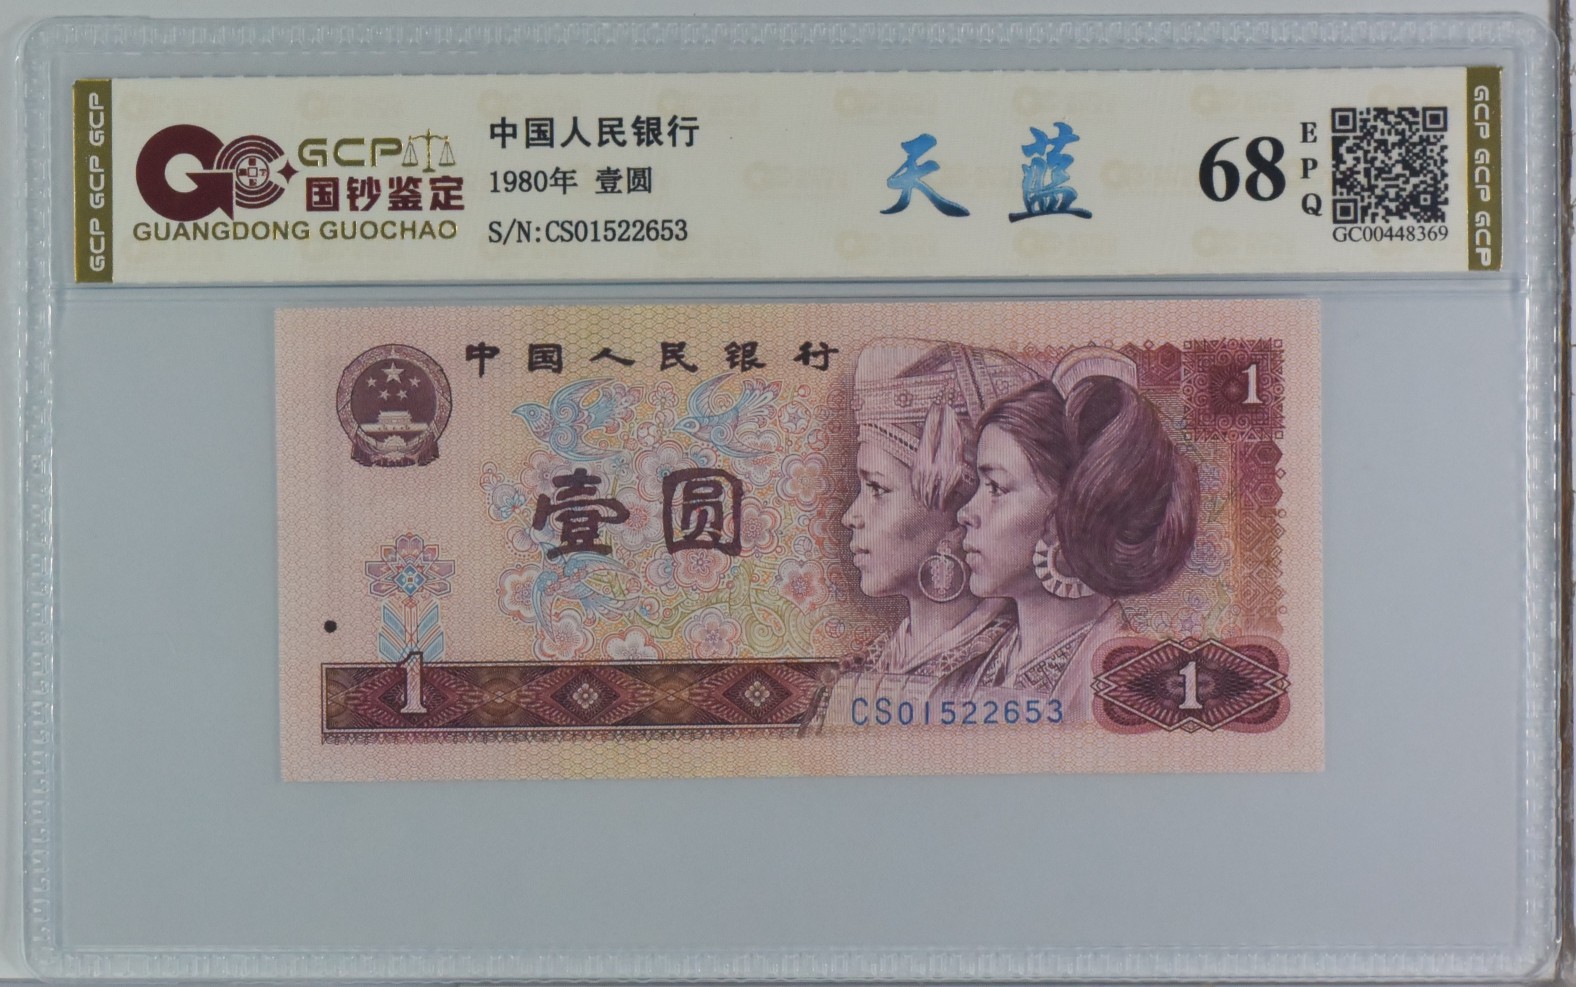 GCP GCP GCP
GCP
国钞鉴定
GUANGDONG GUOCHAO
中国人民银行
1980年 壹圆
S/N:CS01522653
天蓝
68
EPQ
GC00448369
GCP GCP GCP
中国人民银行
1
壹圆
1
CS01522653
1